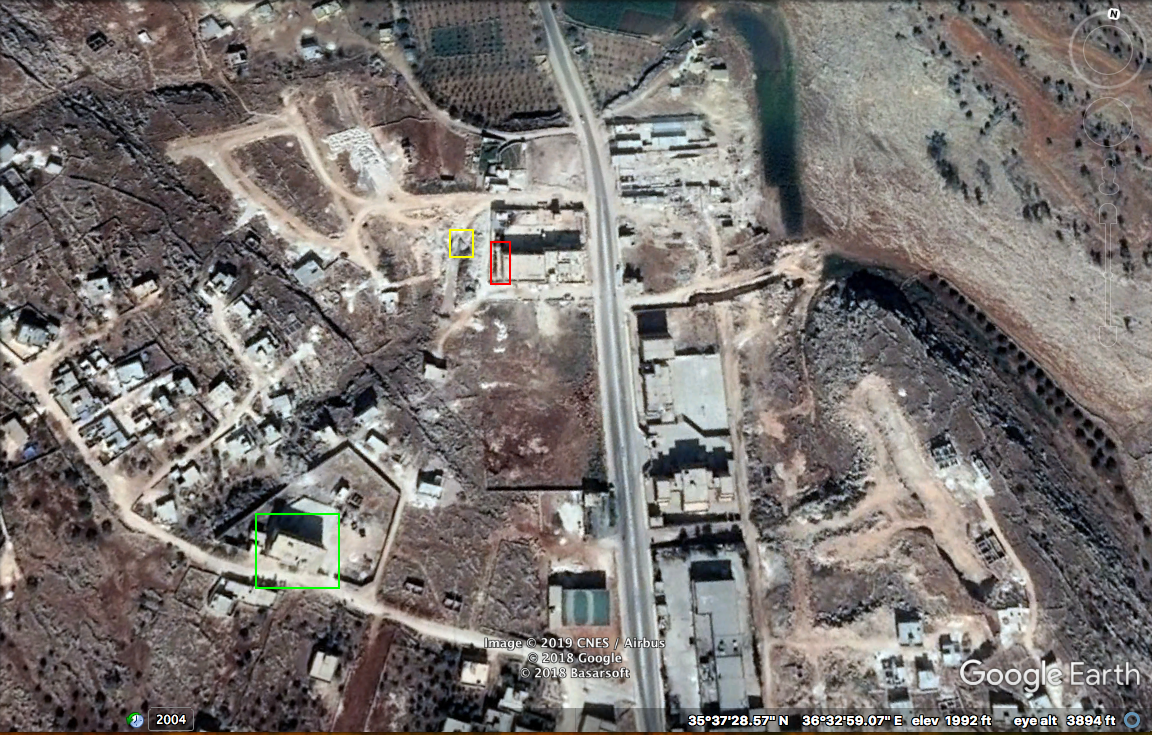 N
Image © 2019 CNES / Airbus
© 2018 Google
© 2018 Basarsoft
Google Earth
2004
35°37'28.57" N 36°32'59.07" E elev 1992 ft eye alt 3894 ft